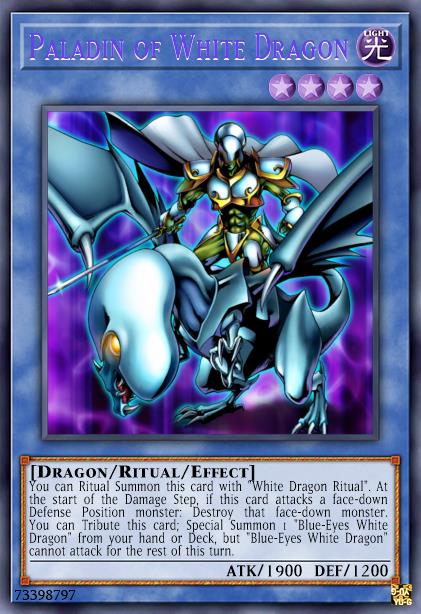 PALADIN OF WHITE DRAGON
LIGHT
光
[DRAGON/RITUAL/EFFECT]
You can Ritual Summon this card with "White Dragon Ritual". At
the start of the Damage Step, if this card attacks a face-down
Defense Position monster: Destroy that face-down monster.
You can Tribute this card; Special Summon 1 "Blue-Eyes White
Dragon" from your hand or Deck, but "Blue-Eyes White Dragon"
cannot attack for the rest of this turn.
ATK/1900 DEF/1200
73398797